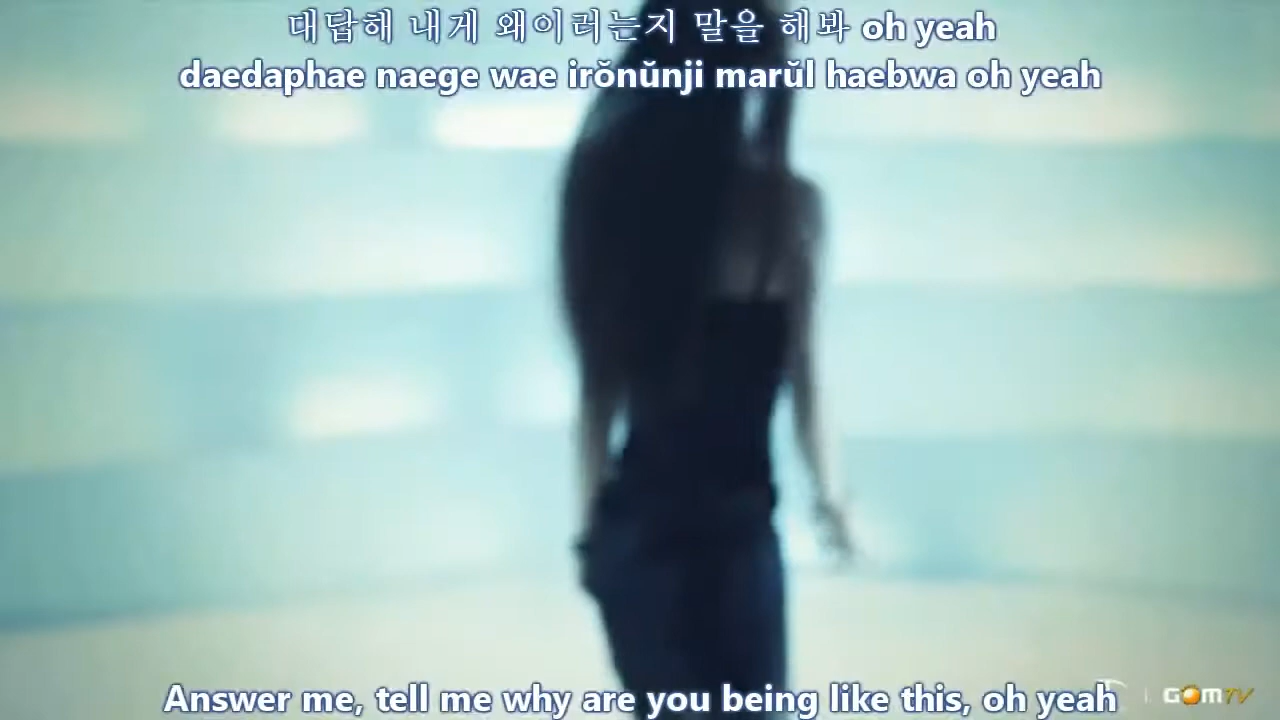 대답해 내게 왜이러는지 말을 해봐 oh yeah
daedaphae naege wae irŏnŭnji marŭl haebwa oh yeah
Answer me, tell me why are you being like this, oh yeah
GOMTV